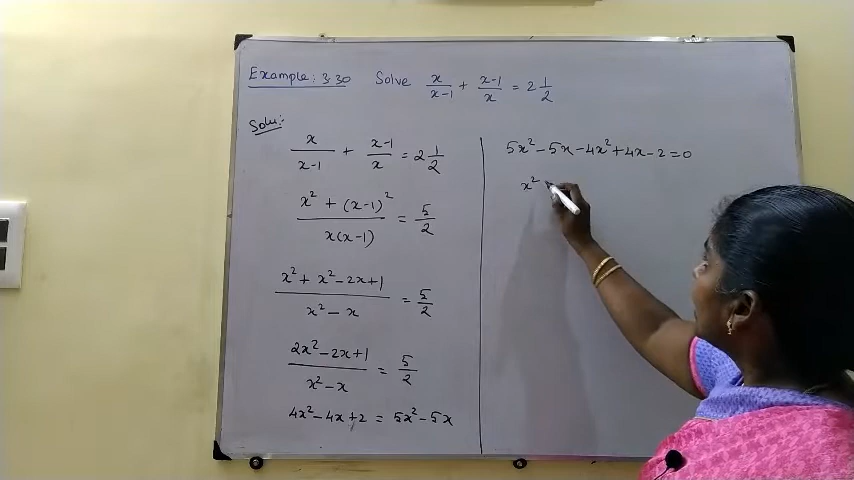 Example: 3.30 Solve x/(x-1) + (x-1)/x = 2 1/2
Solu:-
x/(x-1) + (x-1)/x = 2 1/2
(x² + (x-1)²)/(x(x-1)) = 5/2
(x² + x² - 2x + 1)/(x² - x) = 5/2
(2x² - 2x + 1)/(x² - x) = 5/2
4x² - 4x + 2 = 5x² - 5x
5x² - 5x - 4x² + 4x - 2 = 0
x²